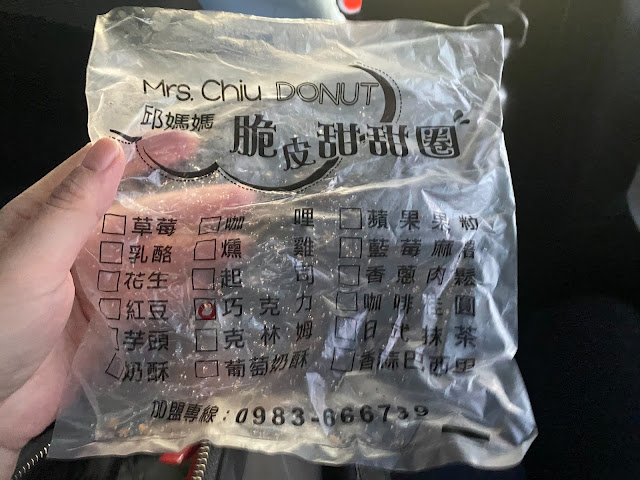 Mrs. Chiu DONUT
邱媽媽 脆皮甜甜圈
□草莓 □咖哩 □蘋果果粒
□乳酪 □燻雞 □藍莓麻糬
□花生 □起司 □香蔥肉鬆
□紅豆 □巧克力 □咖啡桂圓
□芋頭 □克林姆 □日式抹茶
□奶酥 □葡萄奶酥 □香蒜巴西里
加盟專線：0983-666739